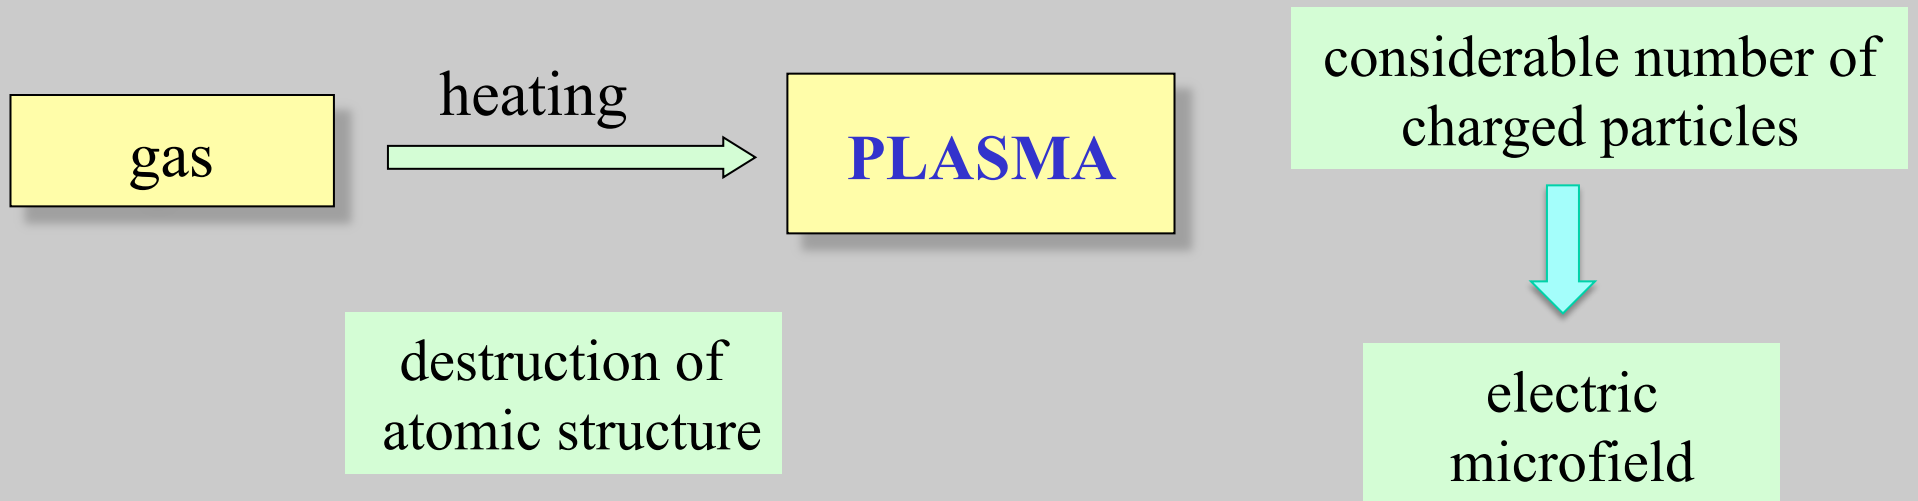 gas
heating
PLASMA
considerable number of
charged particles
destruction of
atomic structure
electric
microfield